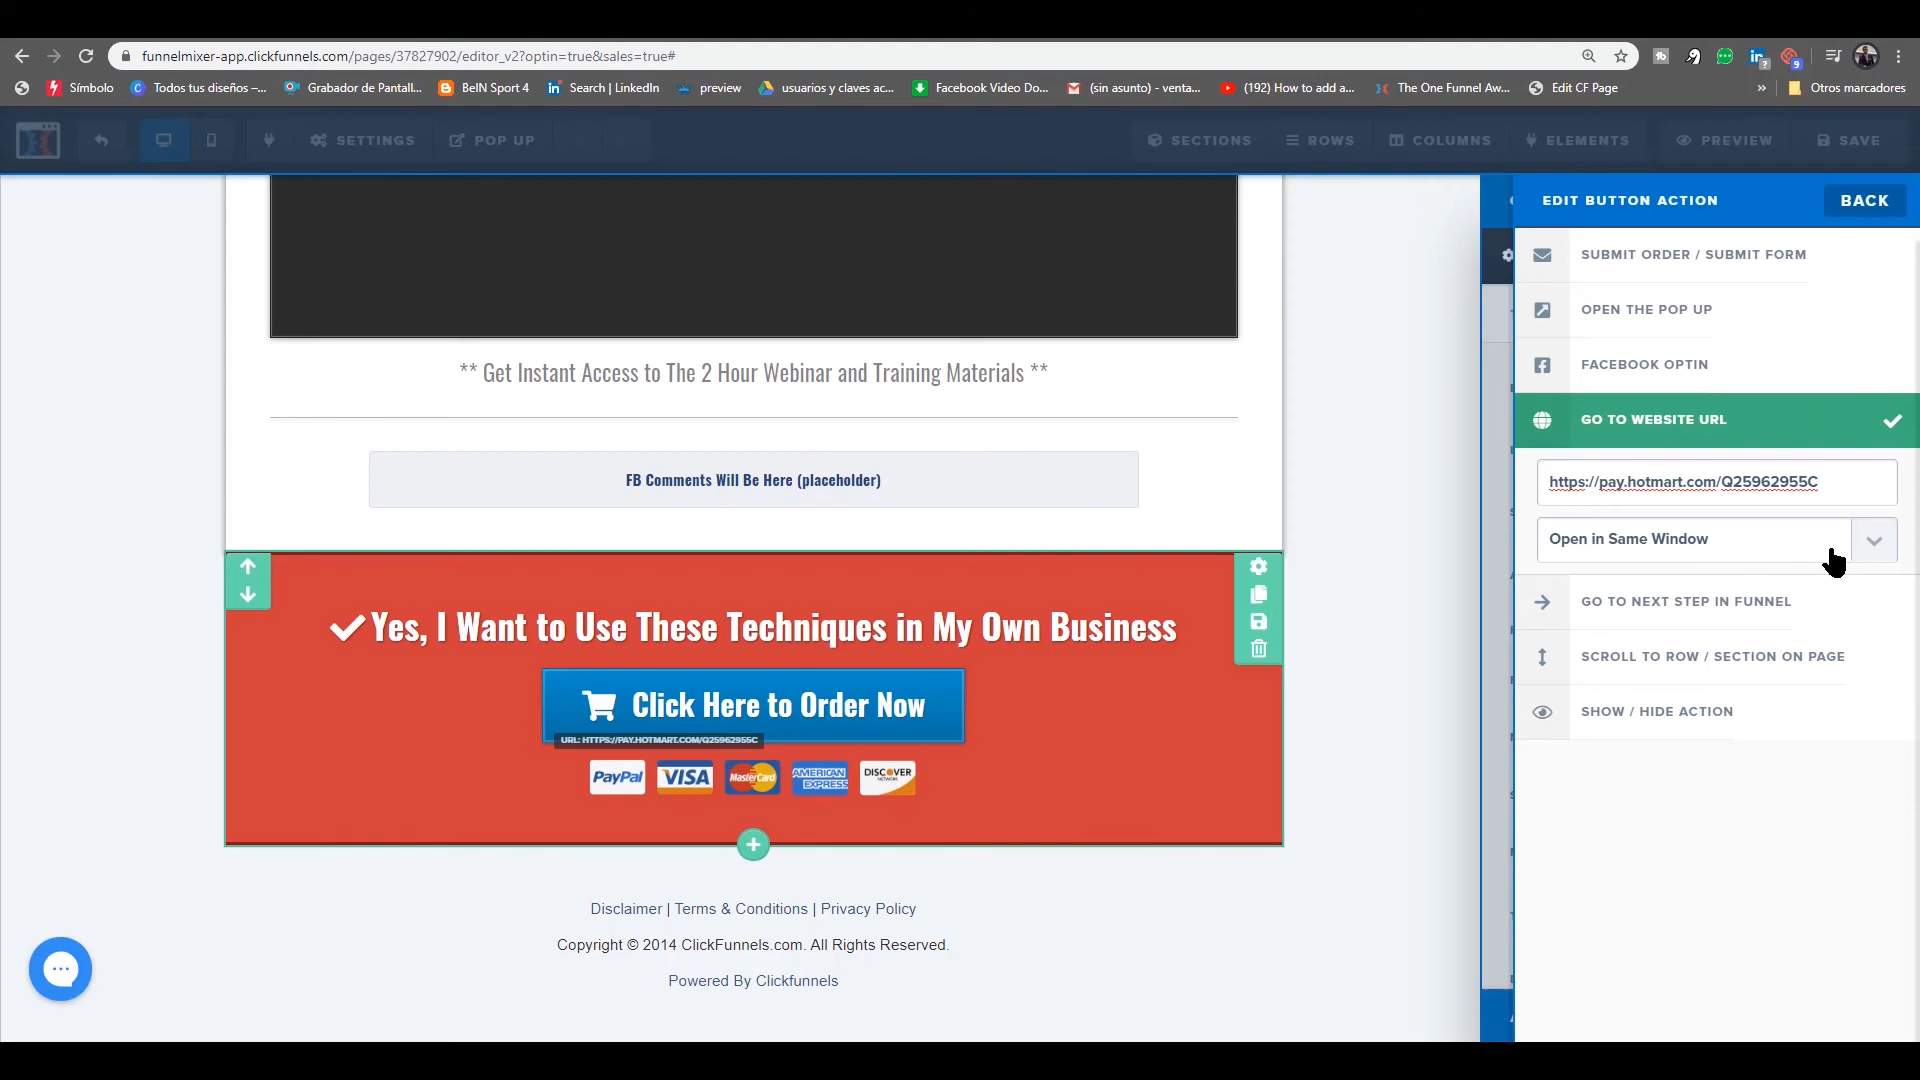 funnelmixer-app.clickfunnels.com/pages/37827902/editor_v2?optin=true&sales=true#
Símbolo
Todos tus diseños –...
Grabador de Pantall...
BeIN Sport 4
Search | LinkedIn
preview
usuarios y claves ac...
Facebook Video Do...
(sin asunto) - venta...
(192) How to add a...
The One Funnel Aw...
Edit CF Page
»
Otros marcadores
SETTINGS
POP UP
SECTIONS
ROWS
COLUMNS
ELEMENTS
PREVIEW
SAVE
EDIT BUTTON ACTION
BACK
SUBMIT ORDER / SUBMIT FORM
OPEN THE POP UP
FACEBOOK OPTIN
GO TO WEBSITE URL
https://pay.hotmart.com/Q25962955C
Open in Same Window
GO TO NEXT STEP IN FUNNEL
SCROLL TO ROW / SECTION ON PAGE
SHOW / HIDE ACTION
** Get Instant Access to The 2 Hour Webinar and Training Materials **
FB Comments Will Be Here (placeholder)
Yes, I Want to Use These Techniques in My Own Business
Click Here to Order Now
URL: HTTPS://PAY.HOTMART.COM/Q25962955C
PayPal
VISA
MasterCard
AMERICAN EXPRESS
DISCOVER
NETWORK
Disclaimer | Terms & Conditions | Privacy Policy
Copyright © 2014 ClickFunnels.com. All Rights Reserved.
Powered By Clickfunnels